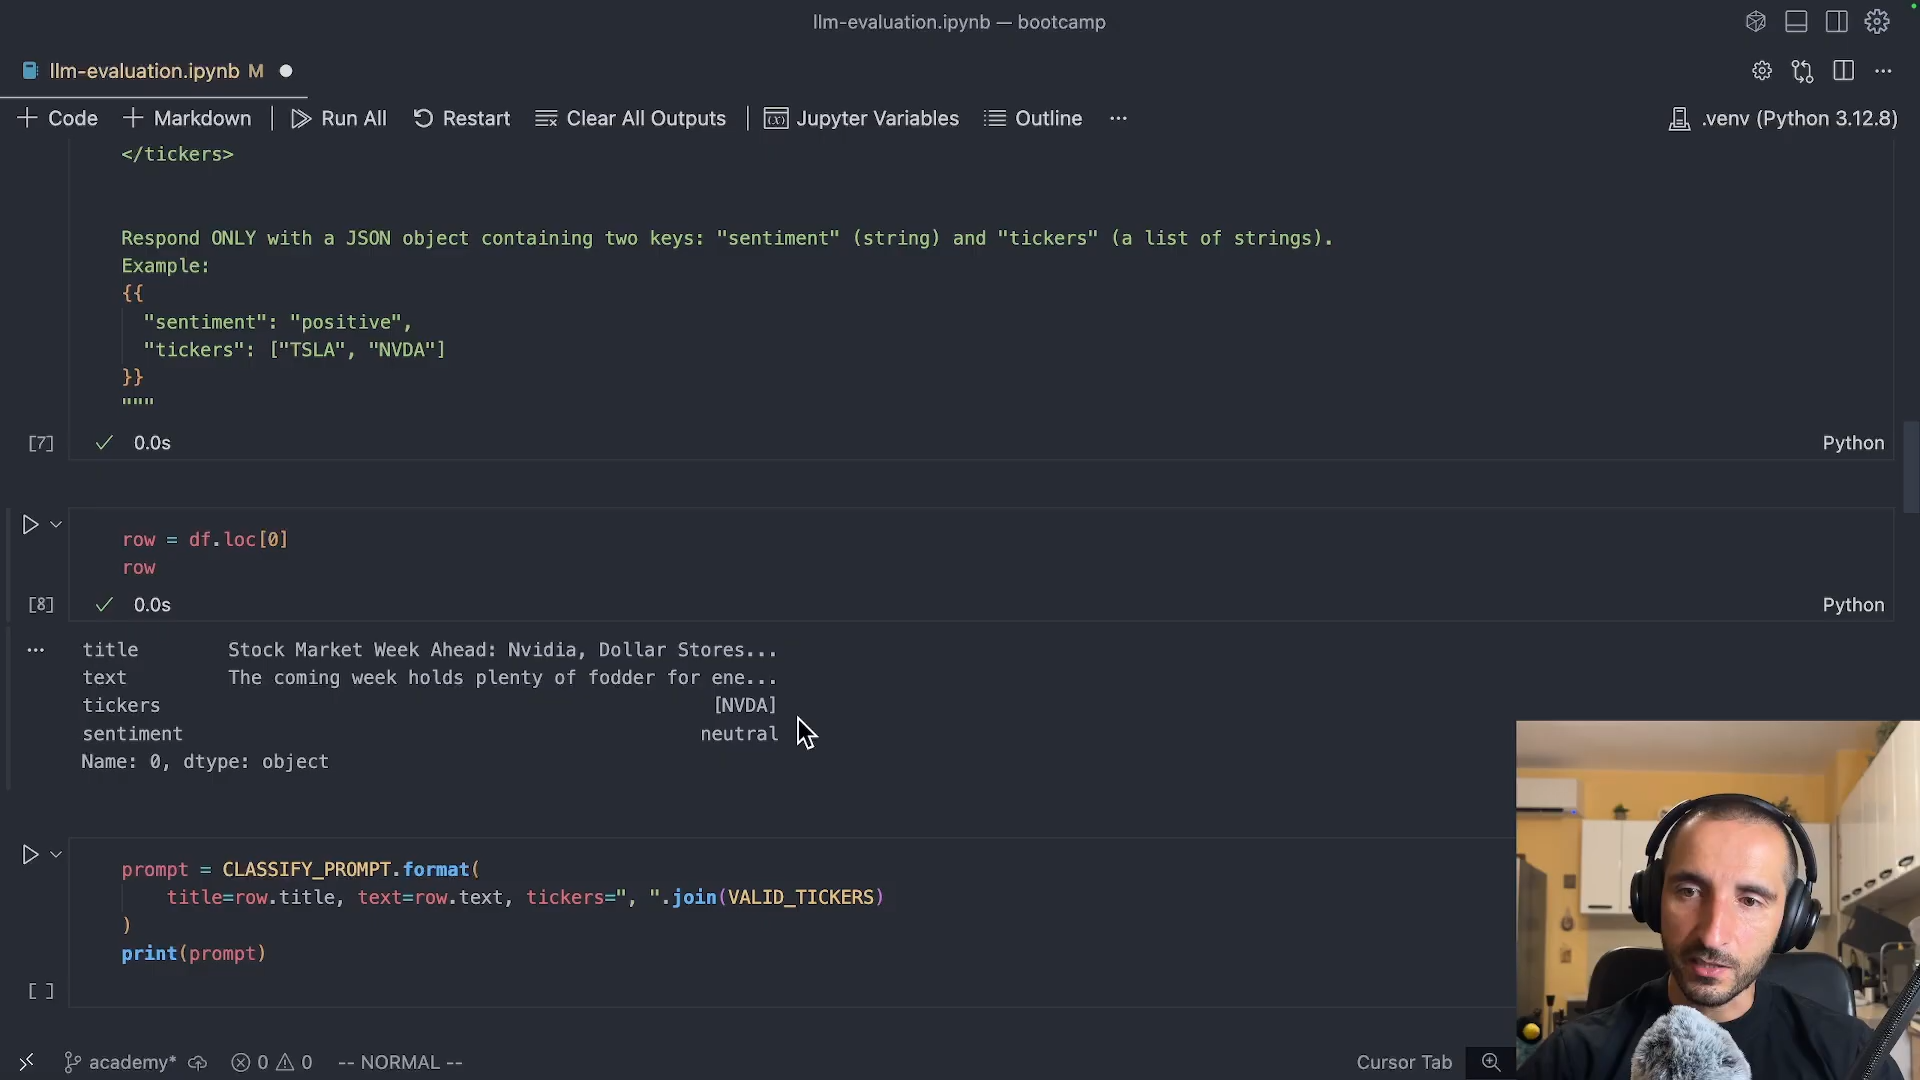 llm-evaluation.ipynb — bootcamp
llm-evaluation.ipynb M
Code Markdown Run All Restart Clear All Outputs Jupyter Variables Outline ... .venv (Python 3.12.8)
</tickers>
Respond ONLY with a JSON object containing two keys: "sentiment" (string) and "tickers" (a list of strings).
Example:
{{
"sentiment": "positive",
"tickers": ["TSLA", "NVDA"]
}}
"""
[7] 0.0s Python
row = df.loc[0]
row
[8] 0.0s Python
title Stock Market Week Ahead: Nvidia, Dollar Stores...
text The coming week holds plenty of fodder for ene...
tickers [NVDA]
sentiment neutral
Name: 0, dtype: object
prompt = CLASSIFY_PROMPT.format(
title=row.title, text=row.text, tickers=", ".join(VALID_TICKERS)
)
print(prompt)
[ ]
academy* 0 0 -- NORMAL -- Cursor Tab